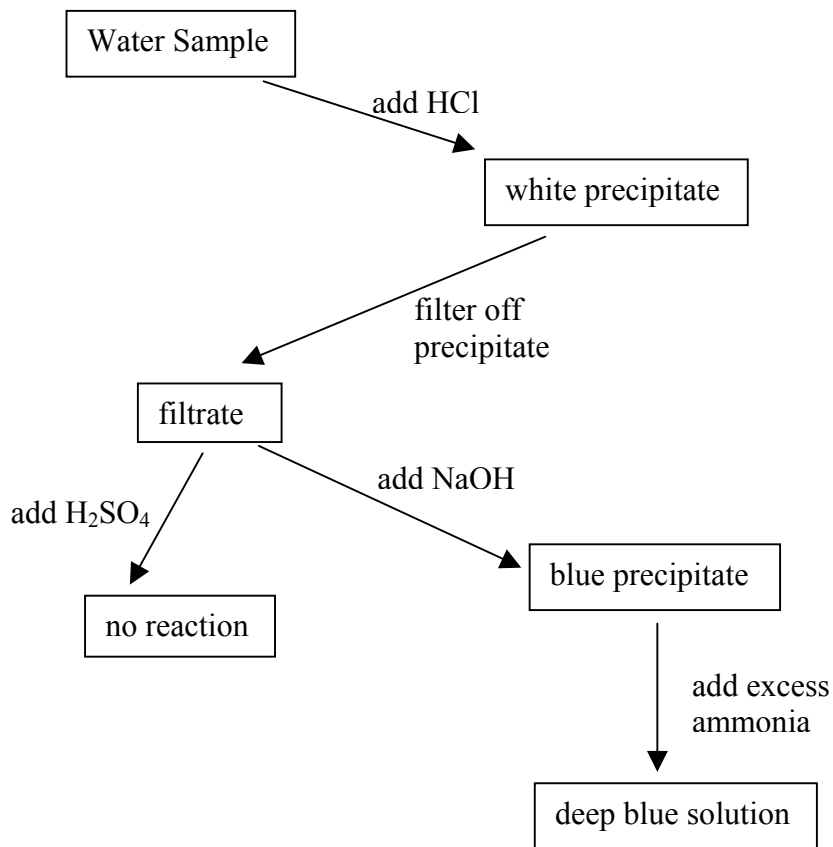 Water Sample
add HCl
white precipitate
filter off
precipitate
filtrate
add H₂SO₄
add NaOH
no reaction
blue precipitate
add excess
ammonia
deep blue solution